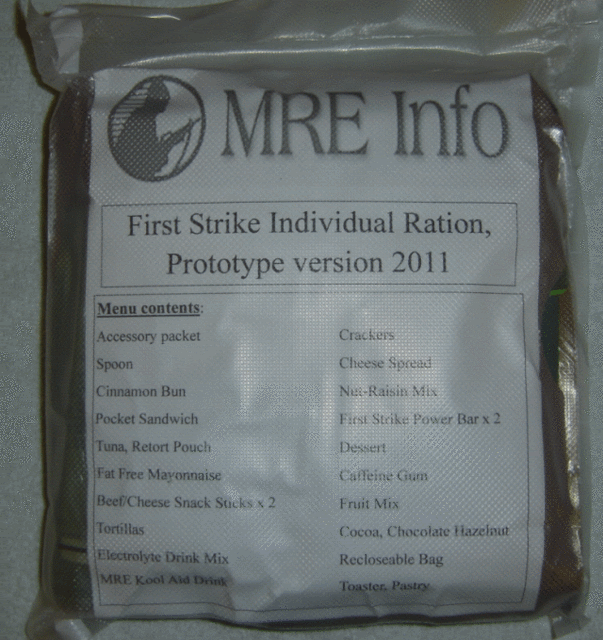 MRE Info
First Strike Individual Ration,
Prototype version 2011
Menu contents:
Accessory packet
Spoon
Cinnamon Bun
Pocket Sandwich
Tuna, Retort Pouch
Fat Free Mayonnaise
Beef/Cheese Snack Sticks x 2
Tortillas
Electrolyte Drink Mix
MRE Kool Aid Drink
Crackers
Cheese Spread
Nut-Raisin Mix
First Strike Power Bar x 2
Dessert
Caffeine Gum
Fruit Mix
Cocoa, Chocolate Hazelnut
Recloseable Bag
Toaster, Pastry